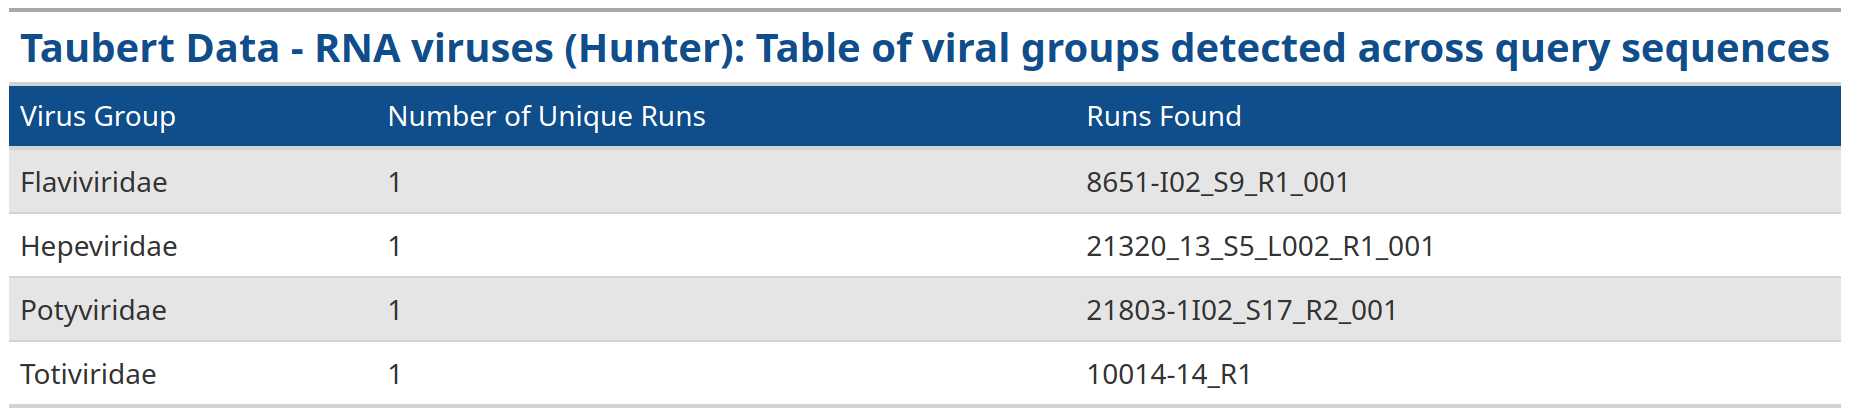 Taubert Data - RNA viruses (Hunter): Table of viral groups detected across query sequences
Virus Group Number of Unique Runs Runs Found
Flaviviridae 1 8651-I02_S9_R1_001
Hepeviridae 1 21320_13_S5_L002_R1_001
Potyviridae 1 21803-1I02_S17_R2_001
Totiviridae 1 10014-14_R1